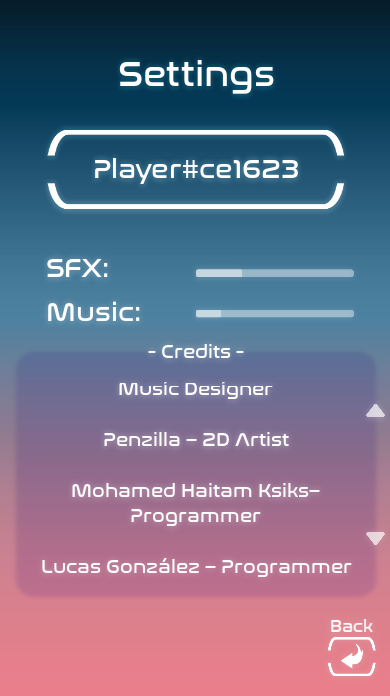 Settings
Player#ce1623
SFX:
Music:
- Credits -
Music Designer
Penzilla – 2D Artist
Mohamed Haitam Ksiks–
Programmer
Lucas González – Programmer
Back